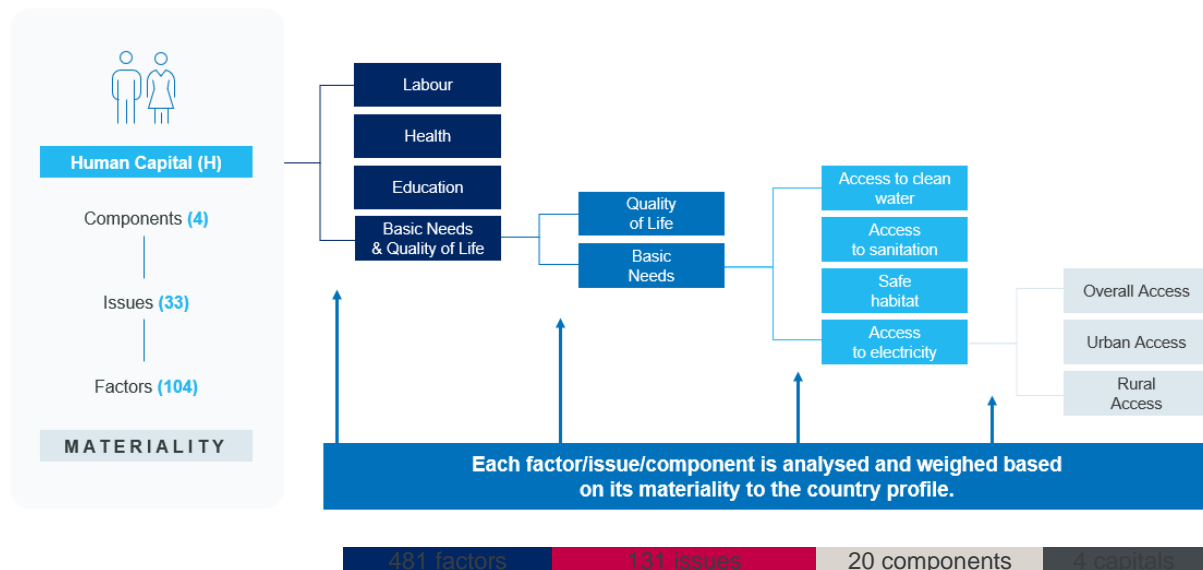 Human Capital (H)
Components (4)
Issues (33)
Factors (104)
MATERIALITY
Labour
Health
Education
Basic Needs
& Quality of Life
Quality
of Life
Basic
Needs
Access to clean
water
Access
to sanitation
Safe
habitat
Access
to electricity
Overall Access
Urban Access
Rural
Access
Each factor/issue/component is analysed and weighed based
on its materiality to the country profile.
481 factors
131 issues
20 components
4 capitals